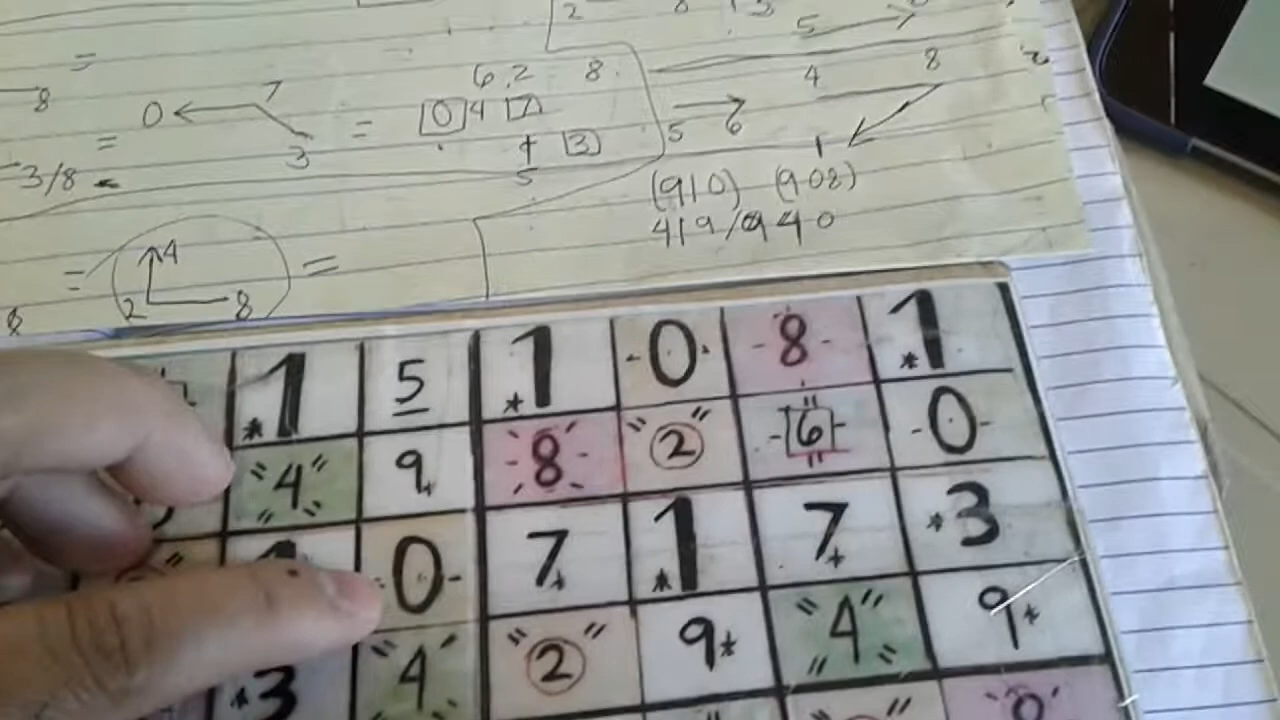 2
5
=
6 2 8
4 8
8 0 7 = 0 4 7
5 6
= 3 + 3
5
1
-3/8 =
(910) (908)
419/940
= 4 =
2 8
1 5 1 0 8 1
4 9 8 2 6 0
0 7 1 7 3
3 4 2 9 4 9